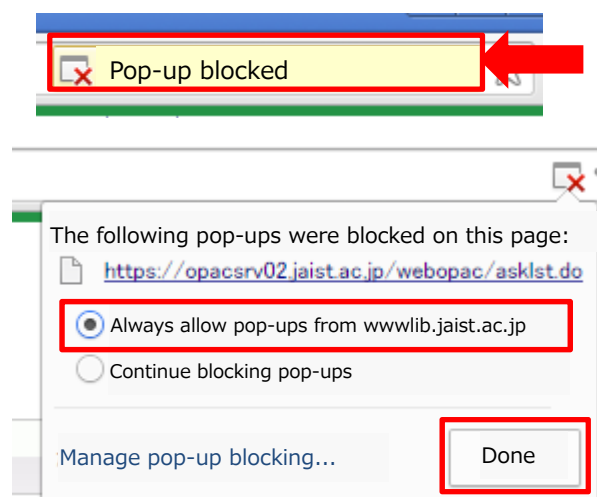 Pop-up blocked
The following pop-ups were blocked on this page:
https://opacsrv02.jaist.ac.jp/webopac/asklst.do
Always allow pop-ups from wwwlib.jaist.ac.jp
Continue blocking pop-ups
Manage pop-up blocking...
Done